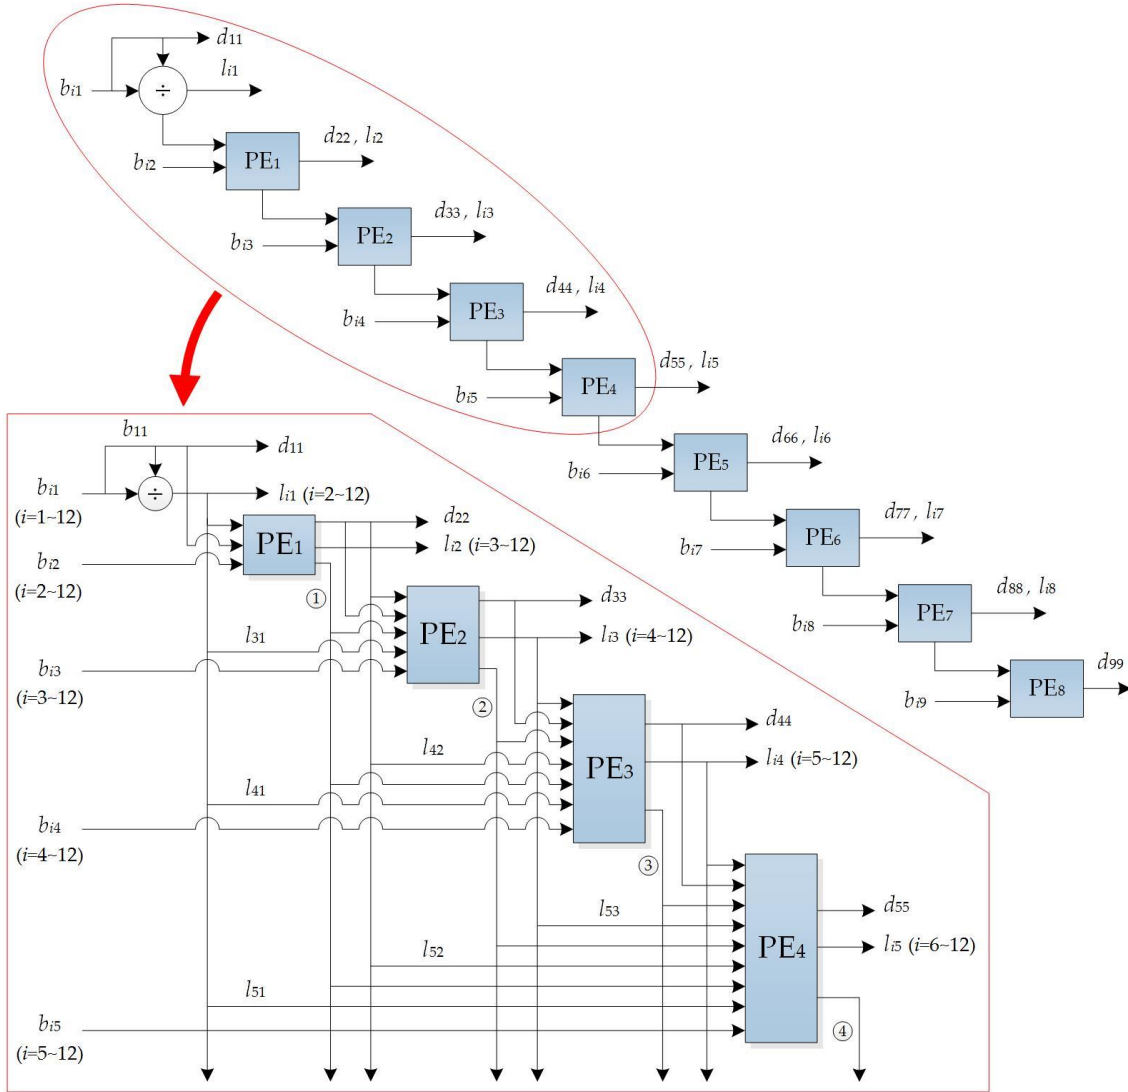 d11
li1
bi1
÷
d22 , li2
PE1
bi2
d33 , li3
PE2
bi3
d44 , li4
PE3
bi4
d55 , li5
PE4
bi5
d66 , li6
PE5
bi6
d77 , li7
PE6
bi7
d88 , li8
PE7
bi8
d99
PE8
bi9
b11
d11
bi1
(i=1~12)
÷
li1 (i=2~12)
d22
PE1
li2 (i=3~12)
bi2
(i=2~12)
①
d33
PE2
l31
li3 (i=4~12)
bi3
(i=3~12)
②
d44
l42
PE3
li4 (i=5~12)
l41
bi4
(i=4~12)
③
d55
l53
PE4
li5 (i=6~12)
l52
l51
bi5
(i=5~12)
④